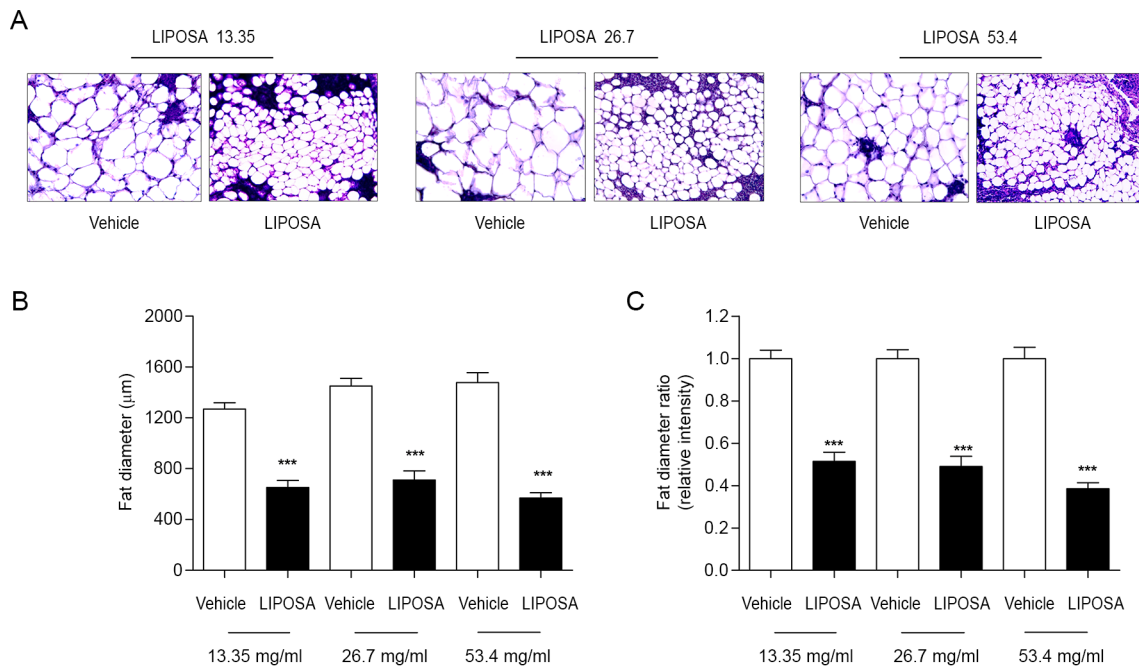 A
LIPOSA 13.35
LIPOSA 26.7
LIPOSA 53.4
Vehicle
LIPOSA
Vehicle
LIPOSA
Vehicle
LIPOSA
B
Fat diameter (μm)
2000
1600
1200
800
400
0
***
***
***
Vehicle LIPOSA Vehicle LIPOSA Vehicle LIPOSA
13.35 mg/ml 26.7 mg/ml 53.4 mg/ml
C
Fat diameter ratio
(relative intensity)
1.2
1.0
0.8
0.6
0.4
0.2
0.0
***
***
***
Vehicle LIPOSA Vehicle LIPOSA Vehicle LIPOSA
13.35 mg/ml 26.7 mg/ml 53.4 mg/ml